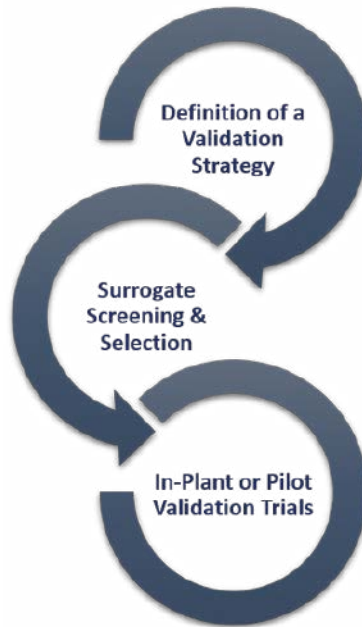 Definition of a
Validation
Strategy
Surrogate
Screening &
Selection
In-Plant or Pilot
Validation Trials